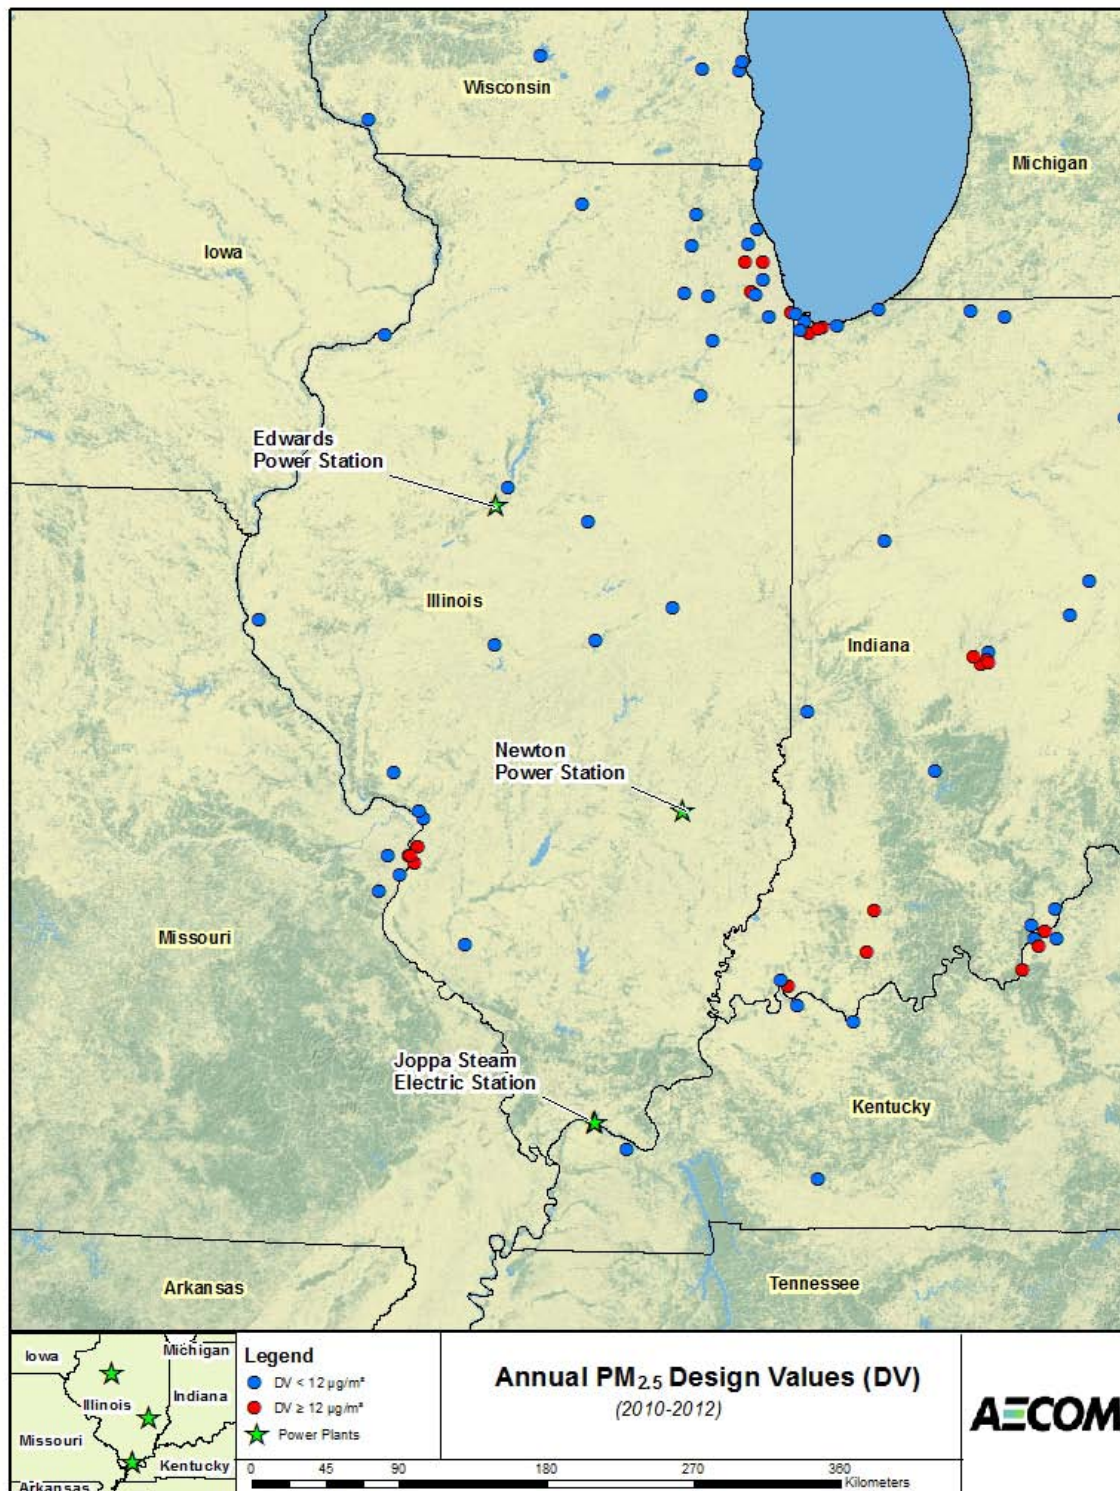 Wisconsin
Michigan
Iowa
Edwards
Power Station
Illinois
Indiana
Newton
Power Station
Missouri
Joppa Steam
Electric Station
Kentucky
Arkansas
Tennessee
Iowa
Michigan
Illinois
Indiana
Missouri
Kentucky
Arkansas
Legend
DV < 12 µg/m³
DV ≥ 12 µg/m³
Power Plants
Annual PM2.5 Design Values (DV)
(2010-2012)
0 45 90 180 270 360
Kilometers
AECOM